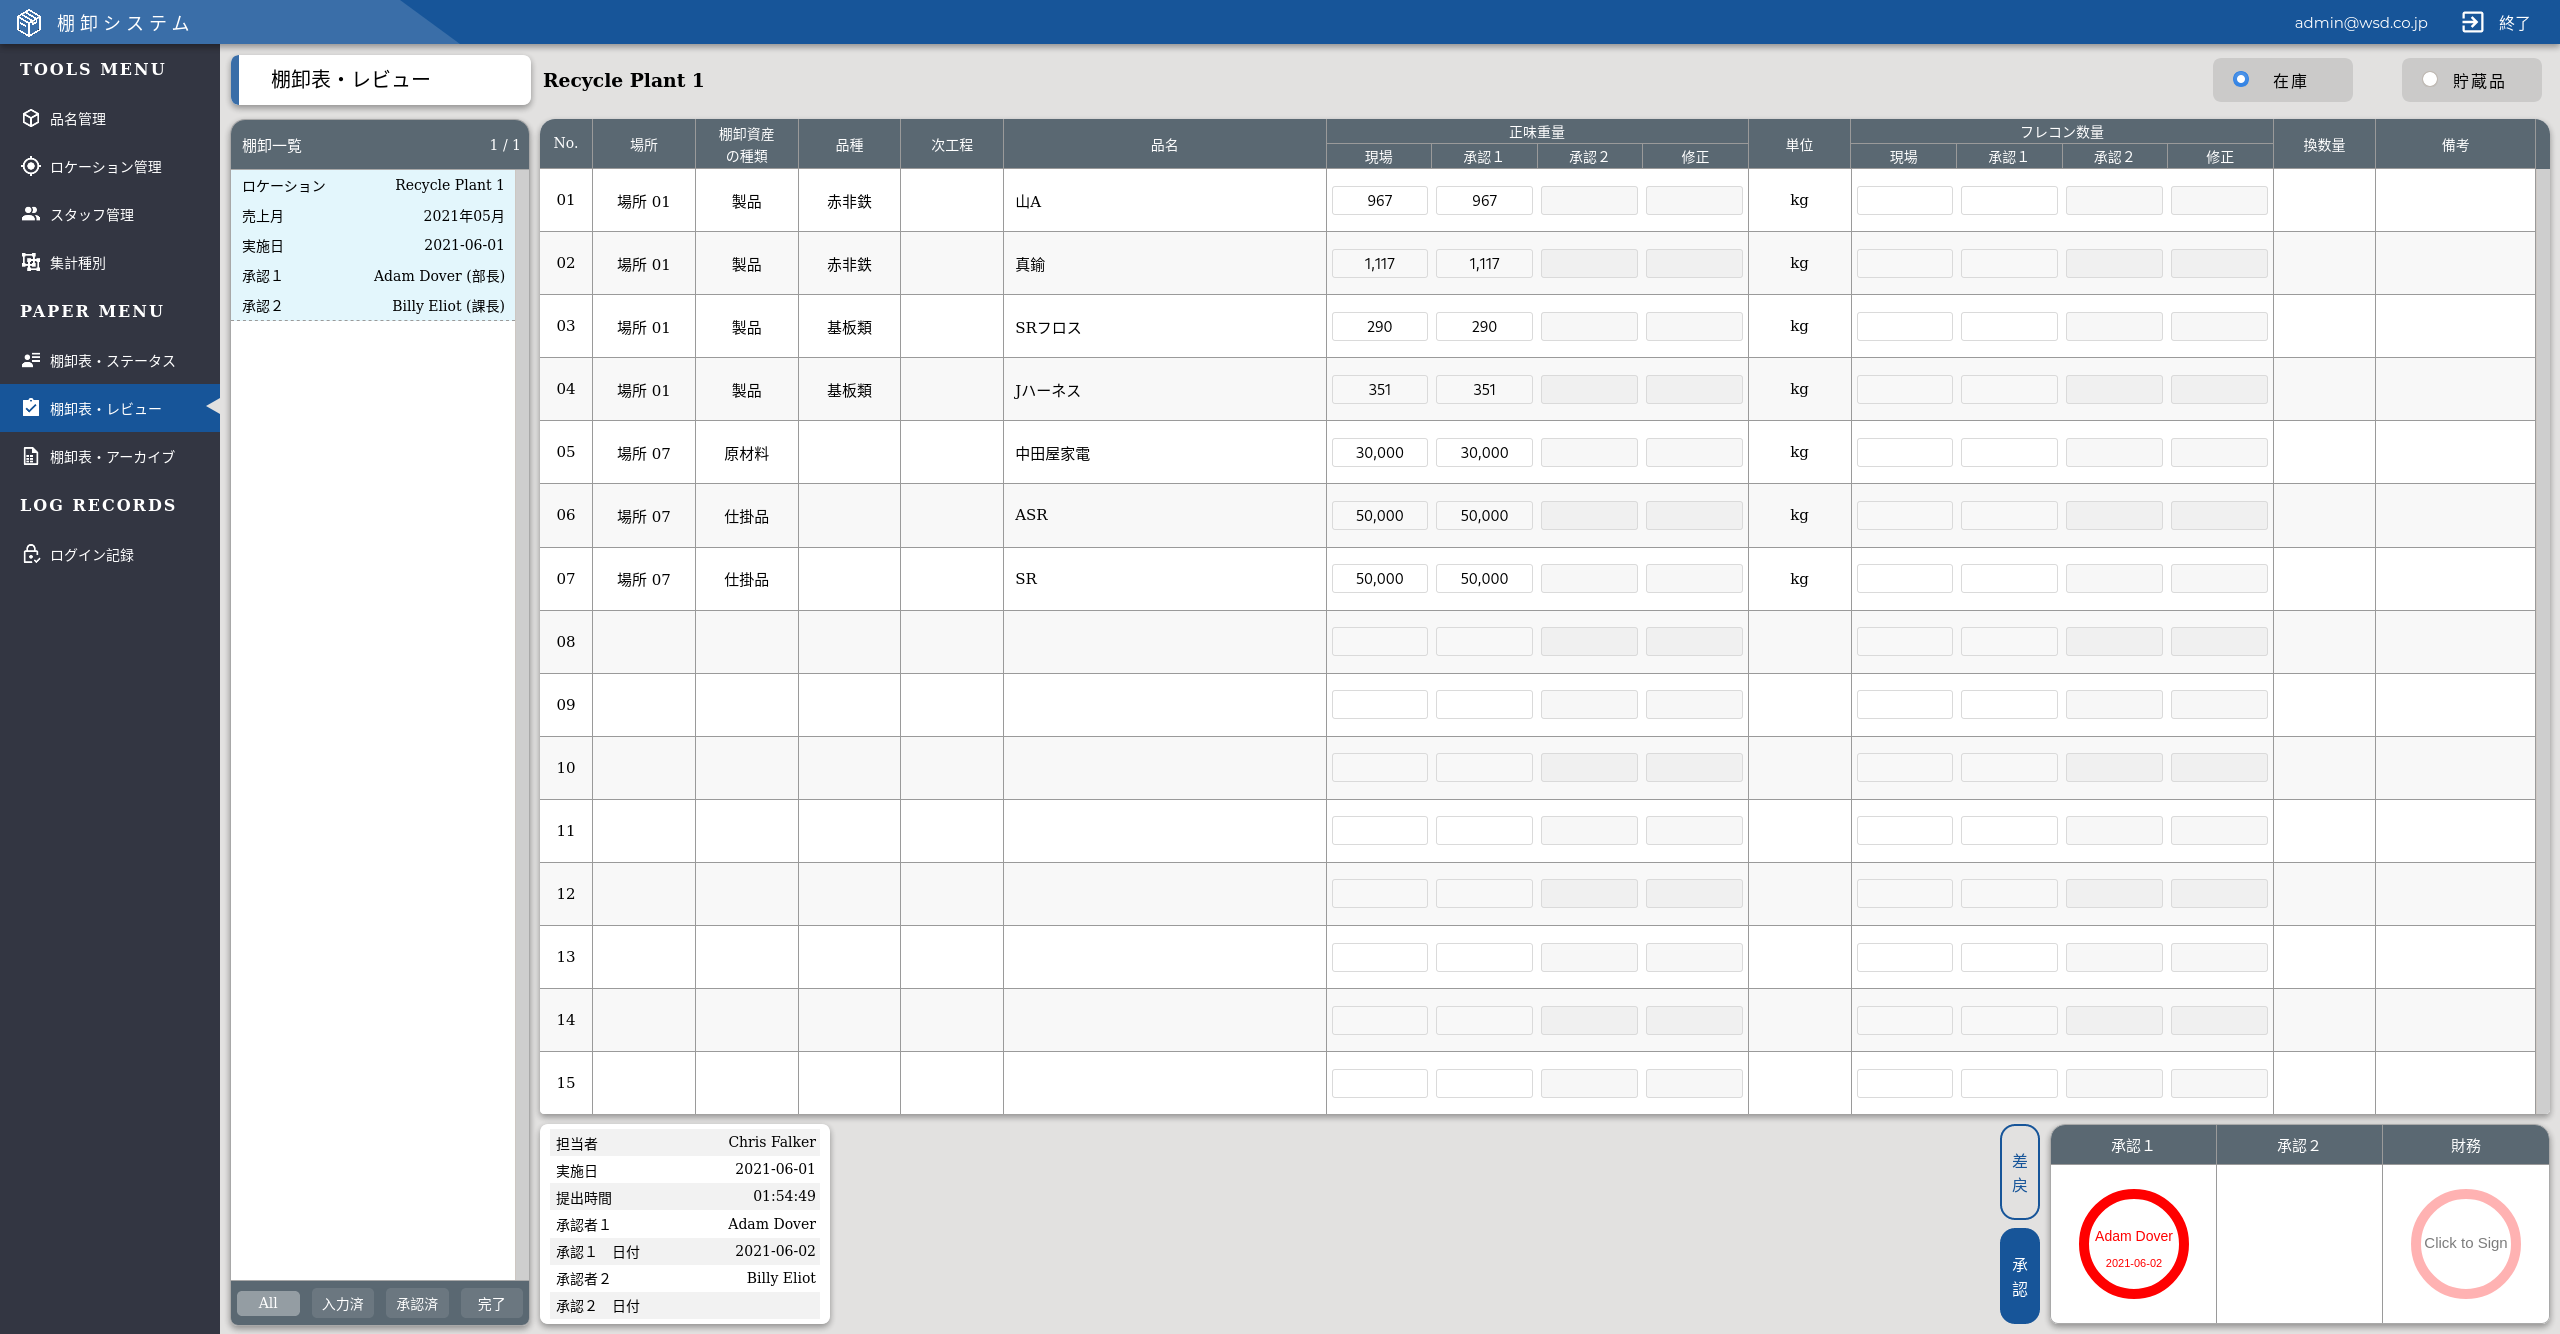 棚卸システム
admin@wsd.co.jp 終了
TOOLS MENU
品名管理
ロケーション管理
スタッフ管理
集計種別
PAPER MENU
棚卸表・ステータス
棚卸表・レビュー
棚卸表・アーカイブ
LOG RECORDS
ログイン記録
棚卸表・レビュー
Recycle Plant 1
在庫
貯蔵品
棚卸一覧 1 / 1
ロケーション Recycle Plant 1
売上月 2021年05月
実施日 2021-06-01
承認１ Adam Dover (部長)
承認２ Billy Eliot (課長)
All 入力済 承認済 完了
No. 場所 棚卸資産の種類 品種 次工程 品名 正味重量 単位 フレコン数量 換数量 備考
現場 承認１ 承認２ 修正 現場 承認１ 承認２ 修正
01 場所 01 製品 赤非鉄 山A 967 967 kg
02 場所 01 製品 赤非鉄 真鍮 1,117 1,117 kg
03 場所 01 製品 基板類 SRフロス 290 290 kg
04 場所 01 製品 基板類 Jハーネス 351 351 kg
05 場所 07 原材料 中田屋家電 30,000 30,000 kg
06 場所 07 仕掛品 ASR 50,000 50,000 kg
07 場所 07 仕掛品 SR 50,000 50,000 kg
08
09
10
11
12
13
14
15
担当者 Chris Falker
実施日 2021-06-01
提出時間 01:54:49
承認者１ Adam Dover
承認１　日付 2021-06-02
承認者２ Billy Eliot
承認２　日付
差戻
承認
承認１ 承認２ 財務
Adam Dover
2021-06-02
Click to Sign